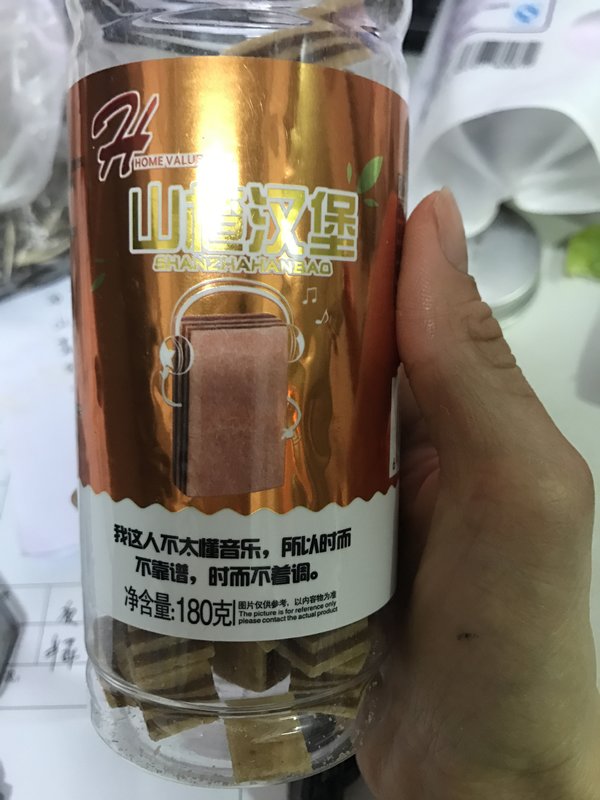 H
HOME VALUE
山楂汉堡
SHANZHAHANBAO
我这人不太懂音乐，所以时而
不靠谱，时而不着调。
净含量:180克
图片仅供参考，以内容物为准
The picture is for reference only
please contact the actual product